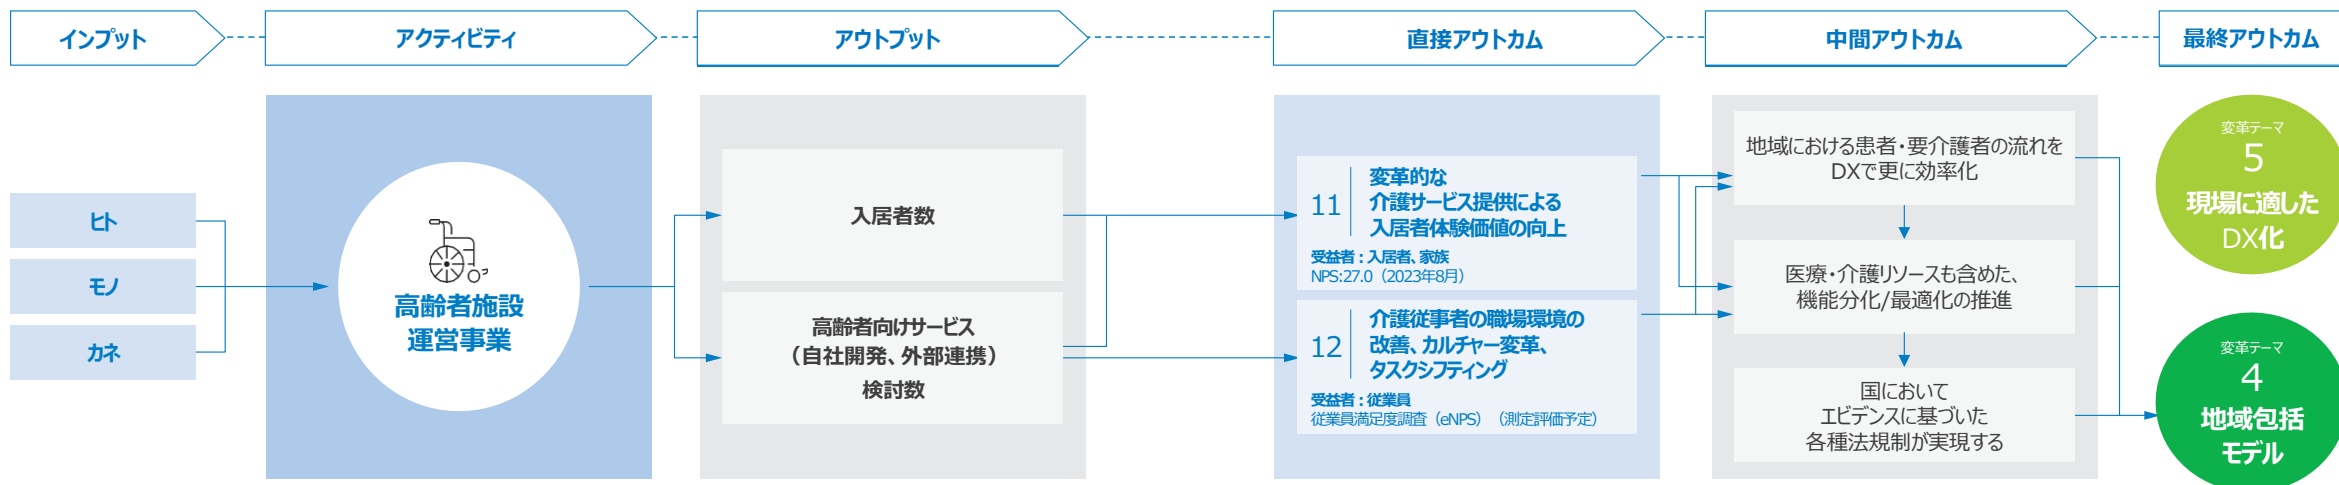 インプット
アクティビティ
アウトプット
直接アウトカム
中間アウトカム
最終アウトカム
ヒト
モノ
カネ
高齢者施設
運営事業
入居者数
高齢者向けサービス
（自社開発、外部連携）
検討数
11
変革的な
介護サービス提供による
入居者体験価値の向上
受益者：入居者、家族
NPS:27.0（2023年8月）
12
介護従事者の職場環境の
改善、カルチャー変革、
タスクシフティング
受益者：従業員
従業員満足度調査（eNPS）（測定評価予定）
地域における患者・要介護者の流れを
DXで更に効率化
医療・介護リソースも含めた、
機能分化/最適化の推進
国において
エビデンスに基づいた
各種法規制が実現する
変革テーマ
5
現場に適した
DX化
変革テーマ
4
地域包括
モデル